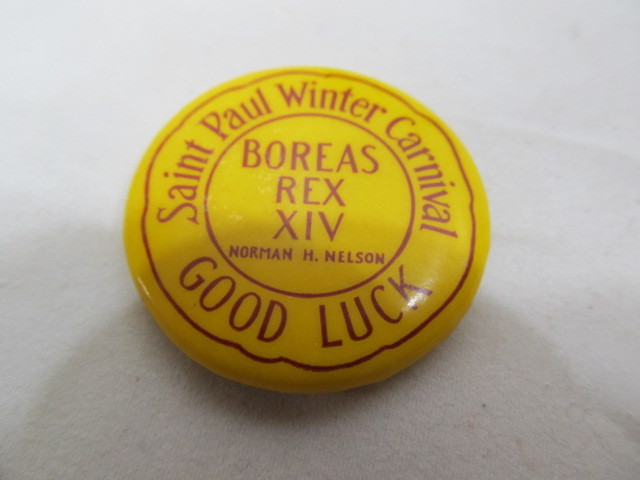 Saint Paul Winter Carnival
BOREAS
REX
XIV
NORMAN H. NELSON
GOOD LUCK